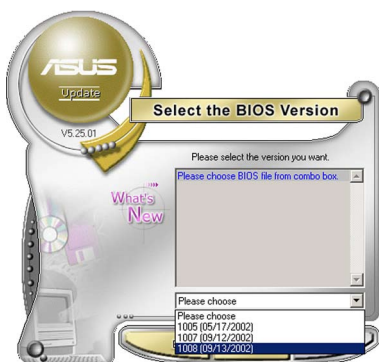 ASUS
Update
V5.25.01
Select the BIOS Version
Please select the version you want.
Please choose BIOS file from combo box.
What's
New
Please choose
Please choose
1005 (05/17/2002)
1007 (09/12/2002)
1008 (09/13/2002)